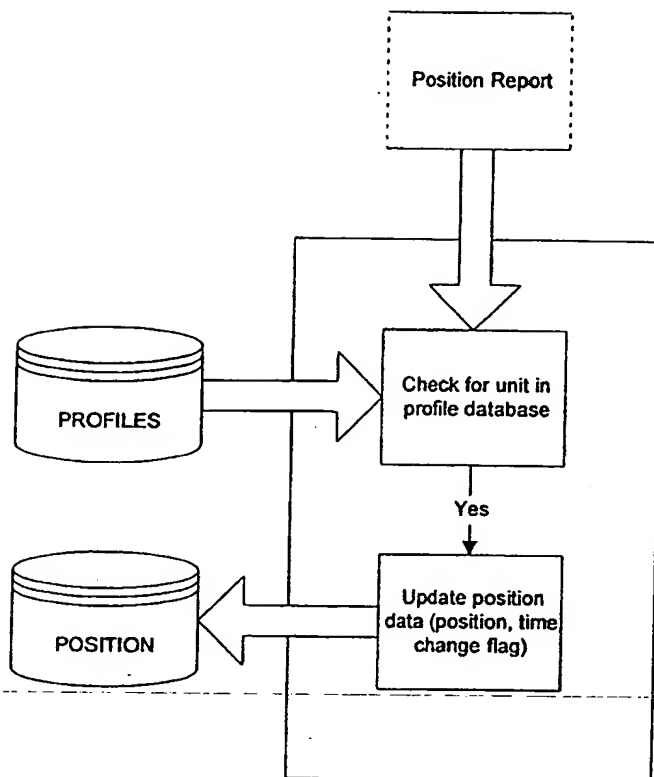 Position Report
PROFILES
Check for unit in
profile database
Yes
POSITION
Update position
data (position, time
change flag)